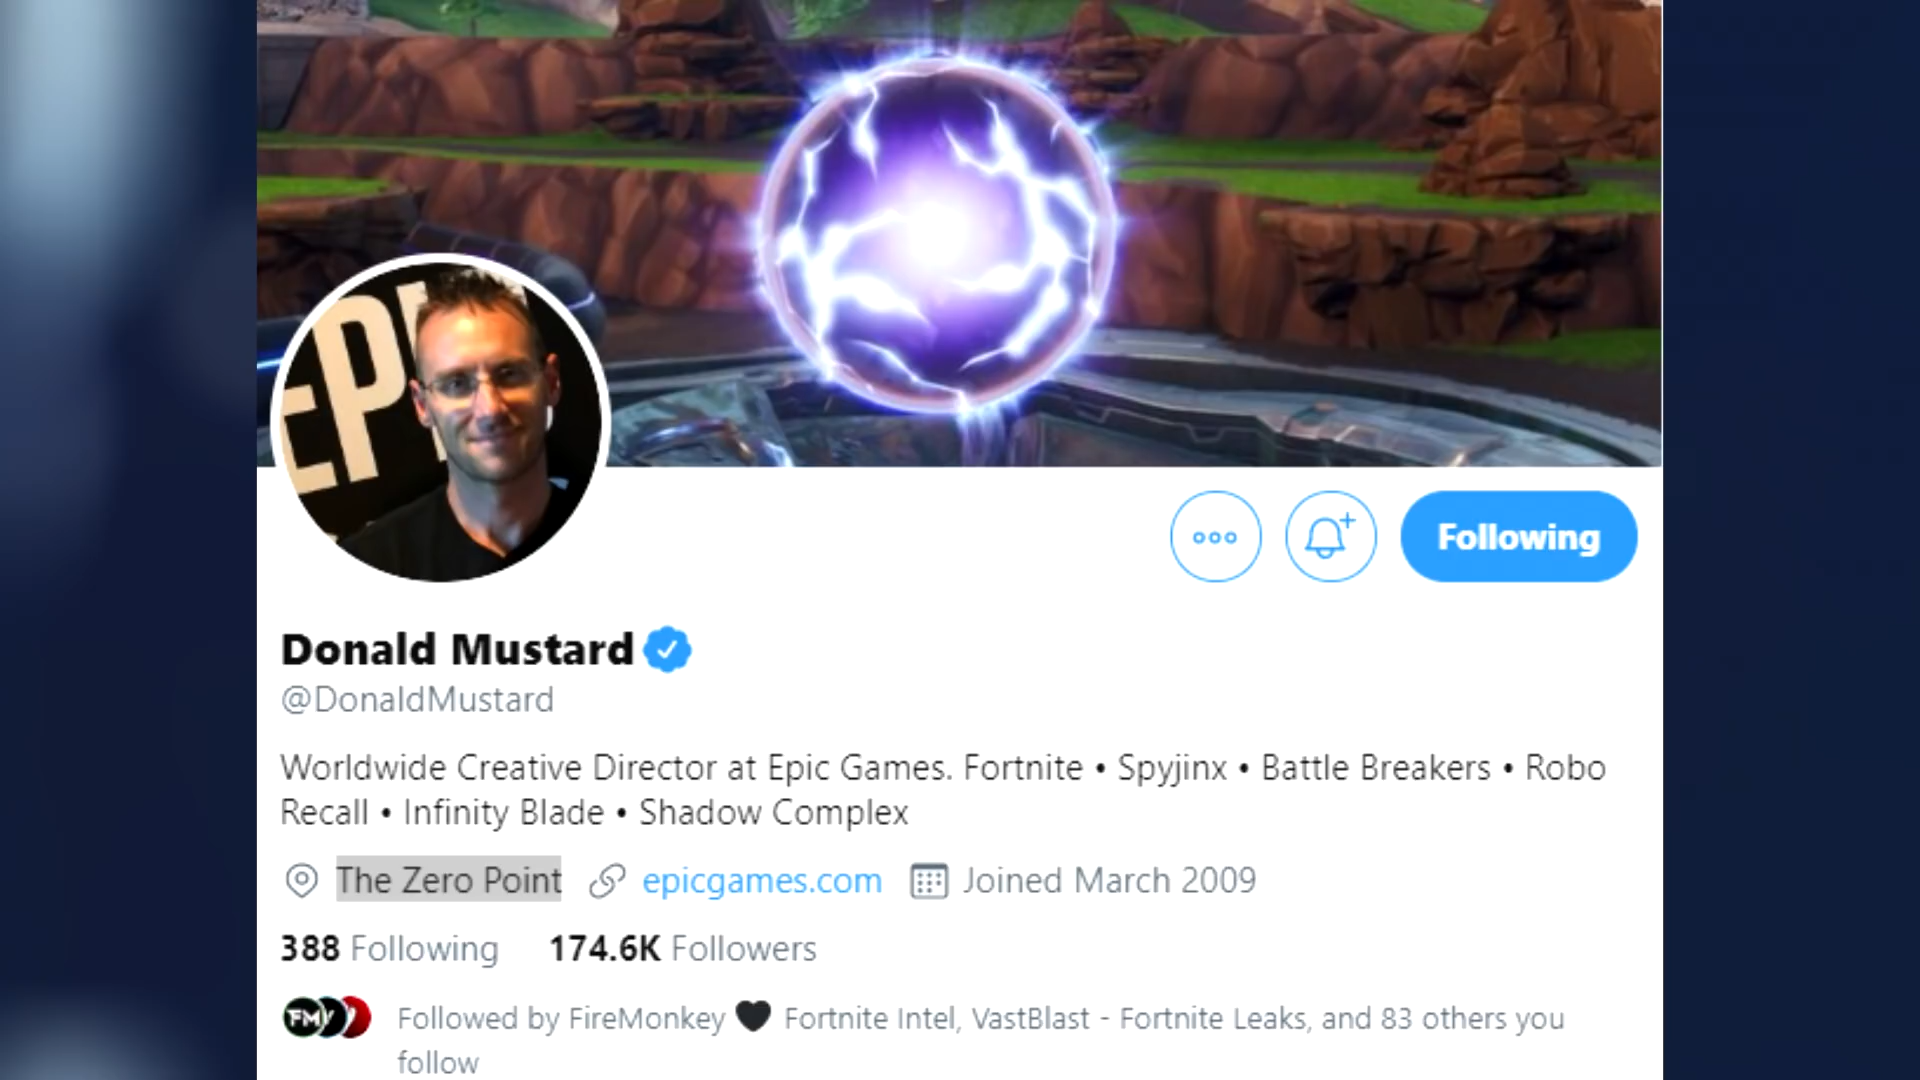 EPI
Following
Donald Mustard
@DonaldMustard
Worldwide Creative Director at Epic Games. Fortnite • Spyjinx • Battle Breakers • Robo
Recall • Infinity Blade • Shadow Complex
The Zero Point epicgames.com Joined March 2009
388 Following 174.6K Followers
FM Followed by FireMonkey 🖤 Fortnite Intel, VastBlast - Fortnite Leaks, and 83 others you
follow